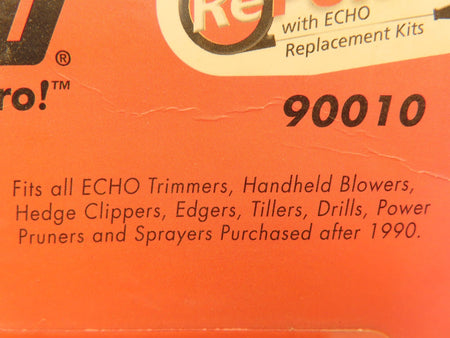 with ECHO
Replacement Kits
®
ro!™
90010
Fits all ECHO Trimmers, Handheld Blowers,
Hedge Clippers, Edgers, Tillers, Drills, Power
Pruners and Sprayers Purchased after 1990.